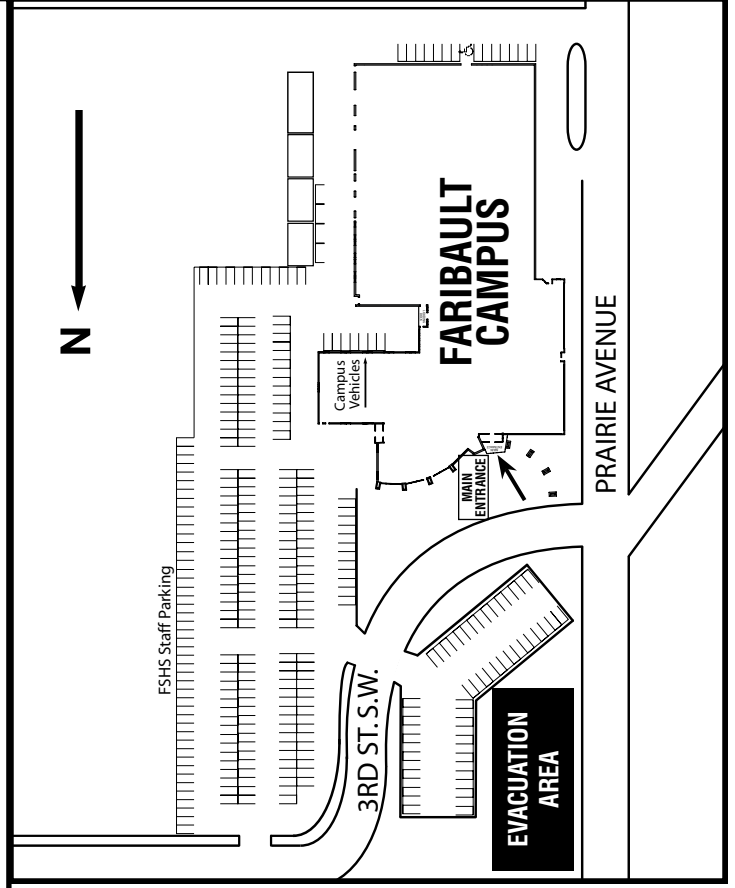 N
FARIBAULT
CAMPUS
Campus
Vehicles
MAIN
ENTRANCE
PRAIRIE AVENUE
FSHS Staff Parking
3RD ST. S.W.
EVACUATION
AREA